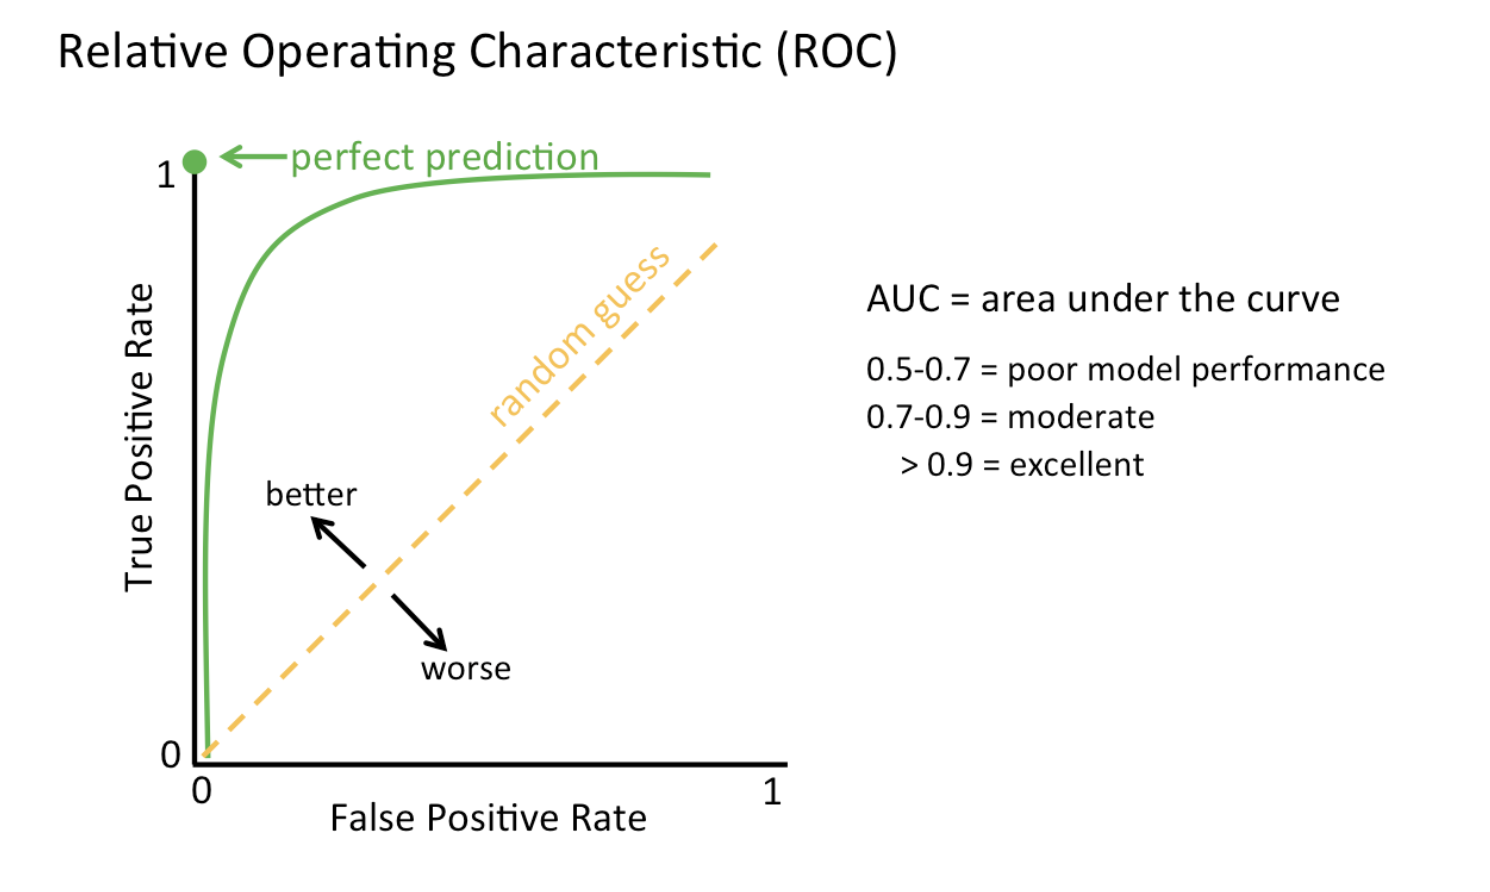 Relative Operating Characteristic (ROC)
1
perfect prediction
random guess
True Positive Rate
better
worse
0
0
1
False Positive Rate
AUC = area under the curve
0.5-0.7 = poor model performance
0.7-0.9 = moderate
> 0.9 = excellent